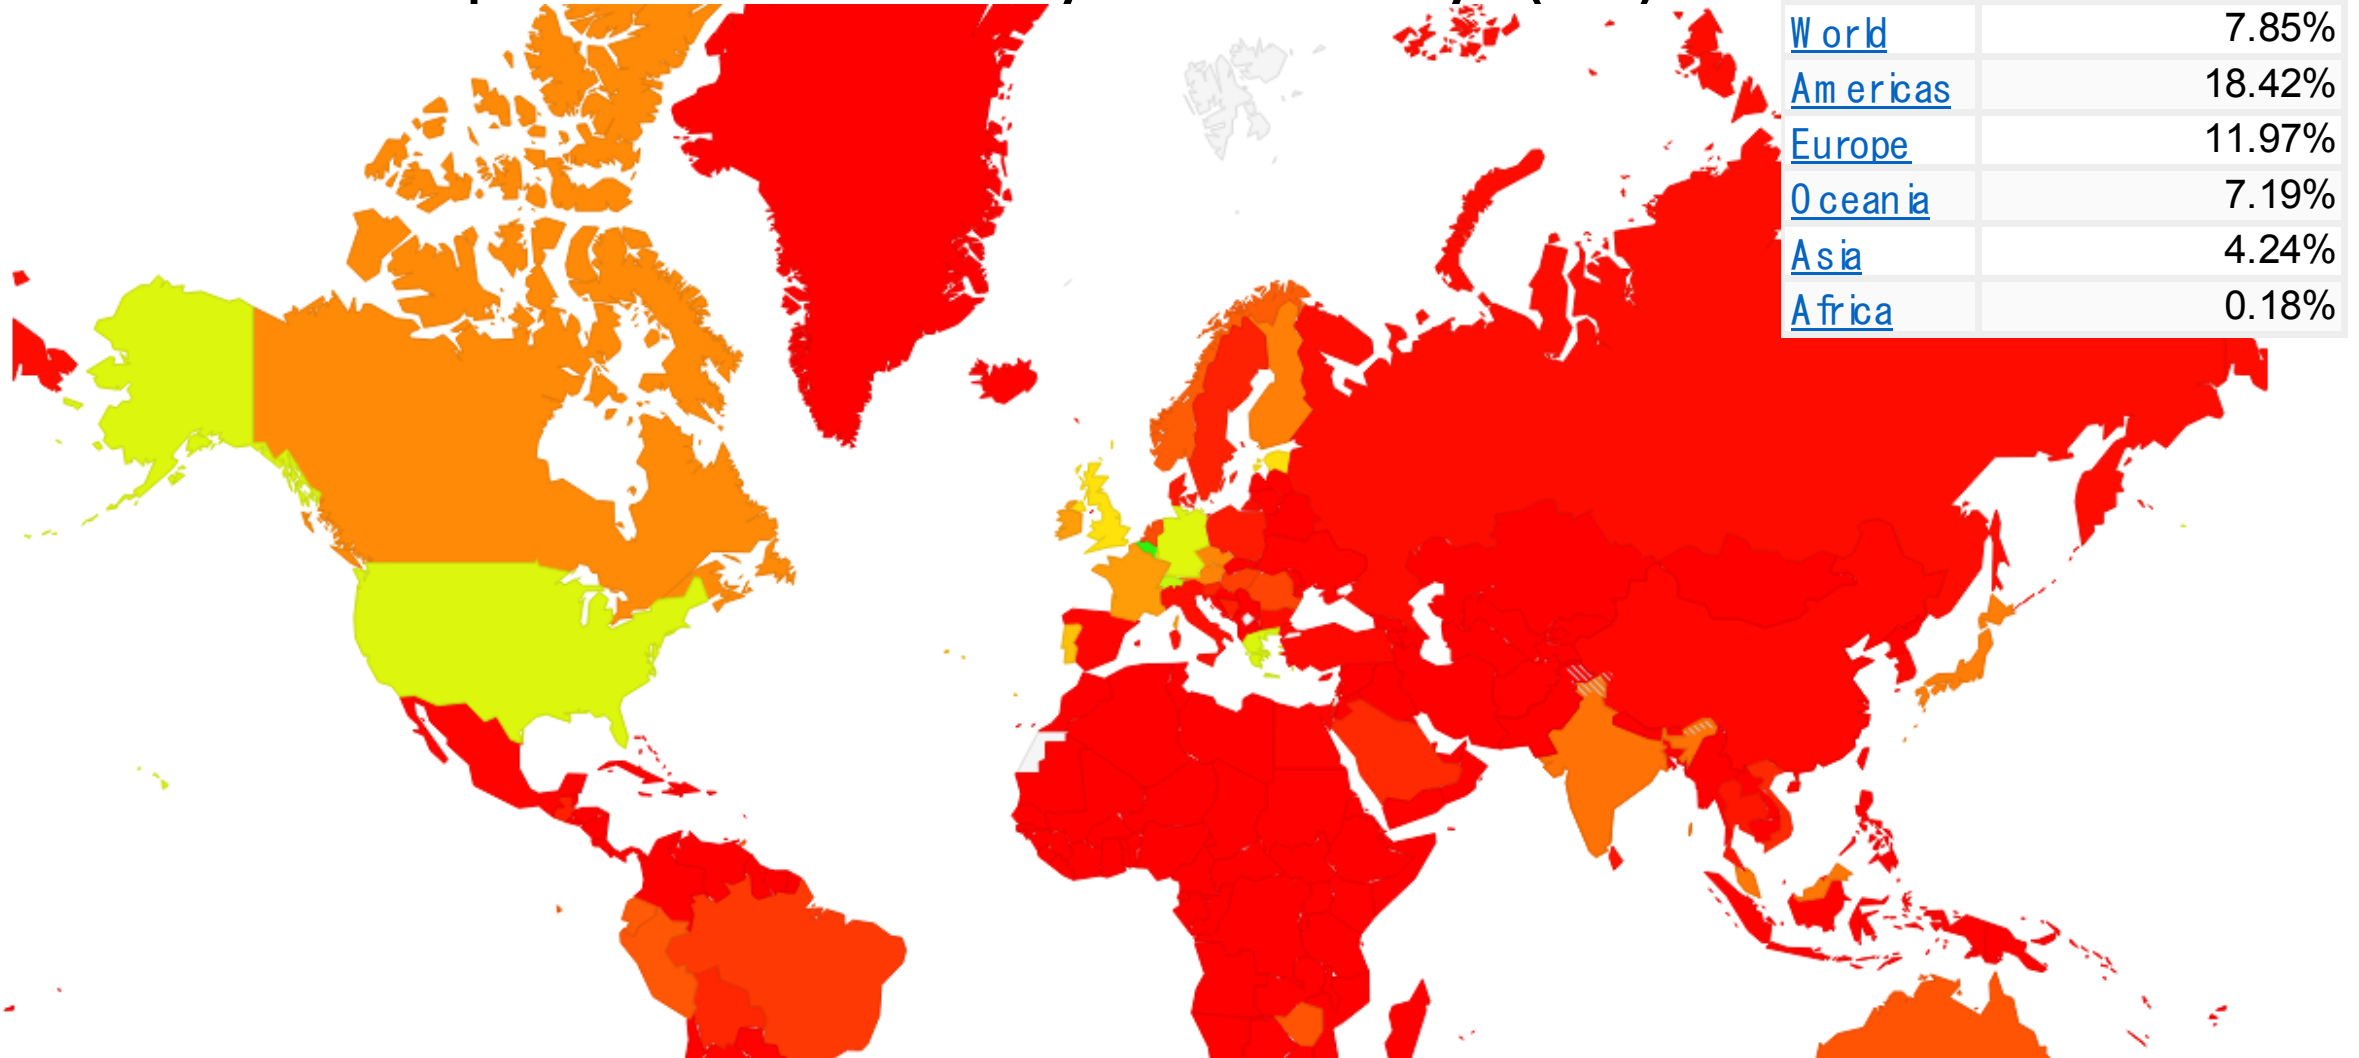 World 7.85%
Americas 18.42%
Europe 11.97%
Oceania 7.19%
Asia 4.24%
Africa 0.18%